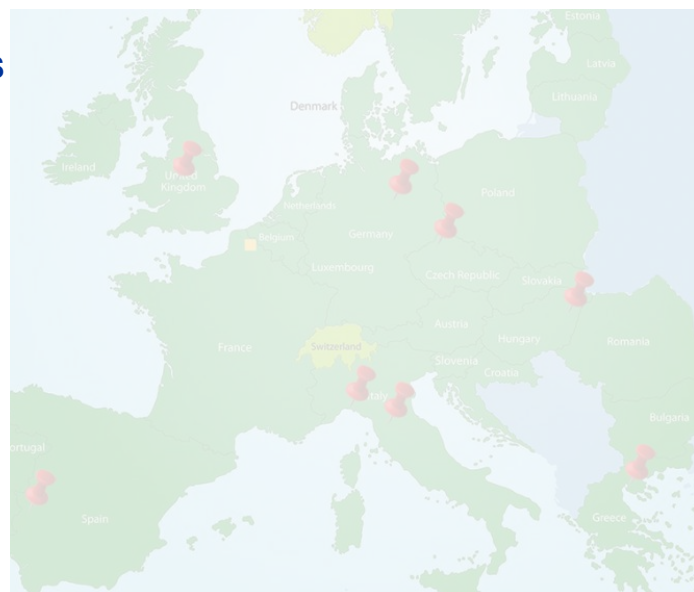 Estonia
Latvia
Lithuania
s
Denmark
Ireland
United
Kingdom
Poland
Netherlands
Germany
Belgium
Luxembourg
Czech Republic
Slovakia
Austria
France
Switzerland
Hungary
Romania
Slovenia
Croatia
Italy
Bulgaria
ortugal
Spain
Greece